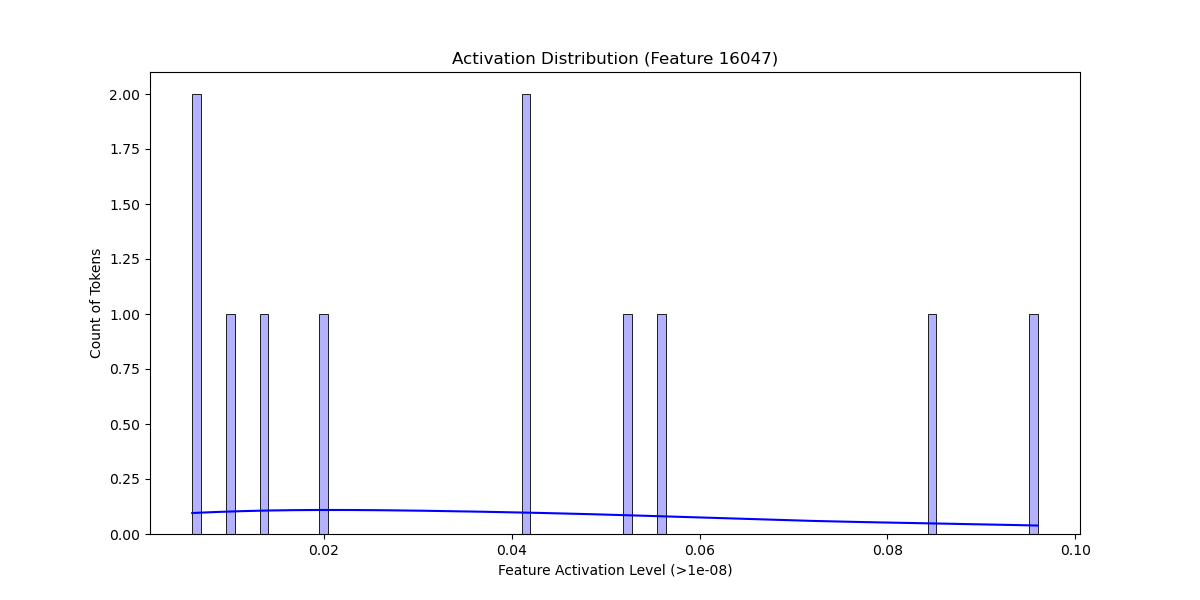 Activation Distribution (Feature 16047)
2.00
1.75
1.50
1.25
1.00
0.75
0.50
0.25
0.00
Count of Tokens
0.02 0.04 0.06 0.08 0.10
Feature Activation Level (>1e-08)